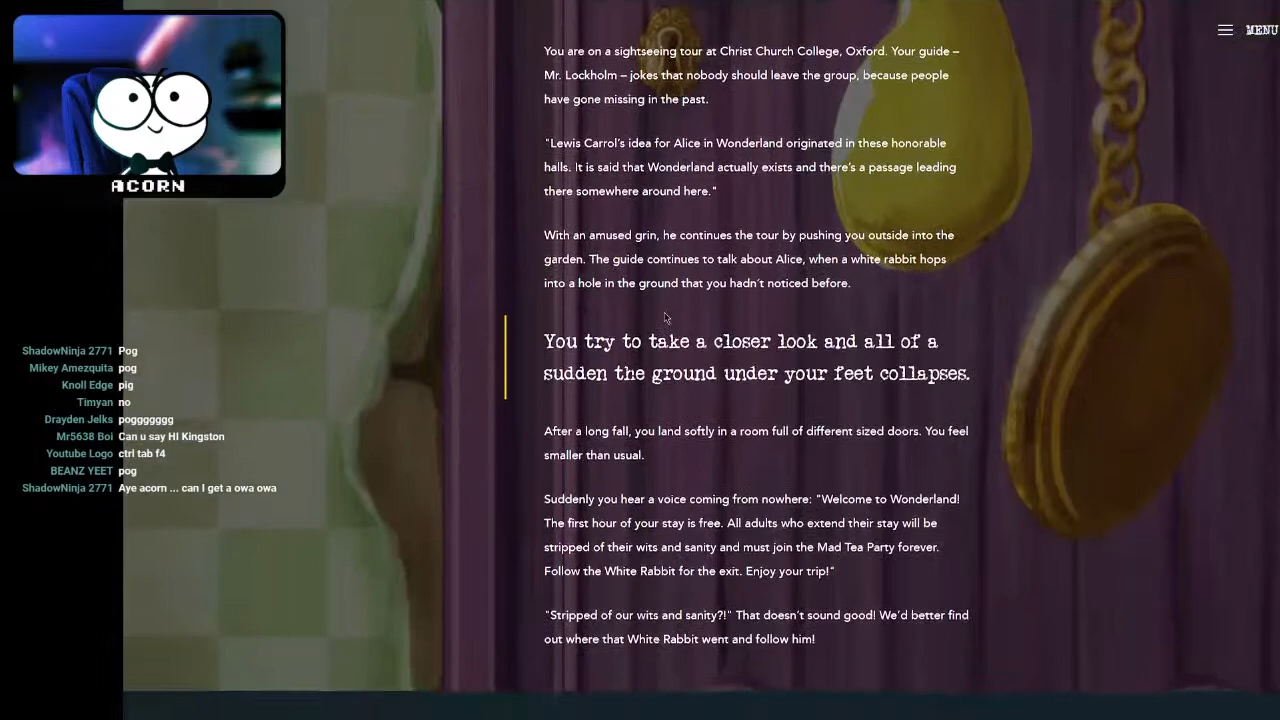 MENU
You are on a sightseeing tour at Christ Church College, Oxford. Your guide –
Mr. Lockholm – jokes that nobody should leave the group, because people
have gone missing in the past.
"Lewis Carrol's idea for Alice in Wonderland originated in these honorable
halls. It is said that Wonderland actually exists and there's a passage leading
there somewhere around here."
With an amused grin, he continues the tour by pushing you outside into the
garden. The guide continues to talk about Alice, when a white rabbit hops
into a hole in the ground that you hadn't noticed before.
You try to take a closer look and all of a
sudden the ground under your feet collapses.
After a long fall, you land softly in a room full of different sized doors. You feel
smaller than usual.
Suddenly you hear a voice coming from nowhere: "Welcome to Wonderland!
The first hour of your stay is free. All adults who extend their stay will be
stripped of their wits and sanity and must join the Mad Tea Party forever.
Follow the White Rabbit for the exit. Enjoy your trip!"
"Stripped of our wits and sanity?!" That doesn't sound good! We'd better find
out where that White Rabbit went and follow him!
ACORN
ShadowNinja 2771 Pog
Mikey Amezquita pog
Knoll Edge pig
Timyan no
Drayden Jelks poggggggg
Mr5638 Boi Can u say HI Kingston
Youtube Logo ctrl tab f4
BEANZ YEET pog
ShadowNinja 2771 Aye acorn ... can I get a owa owa